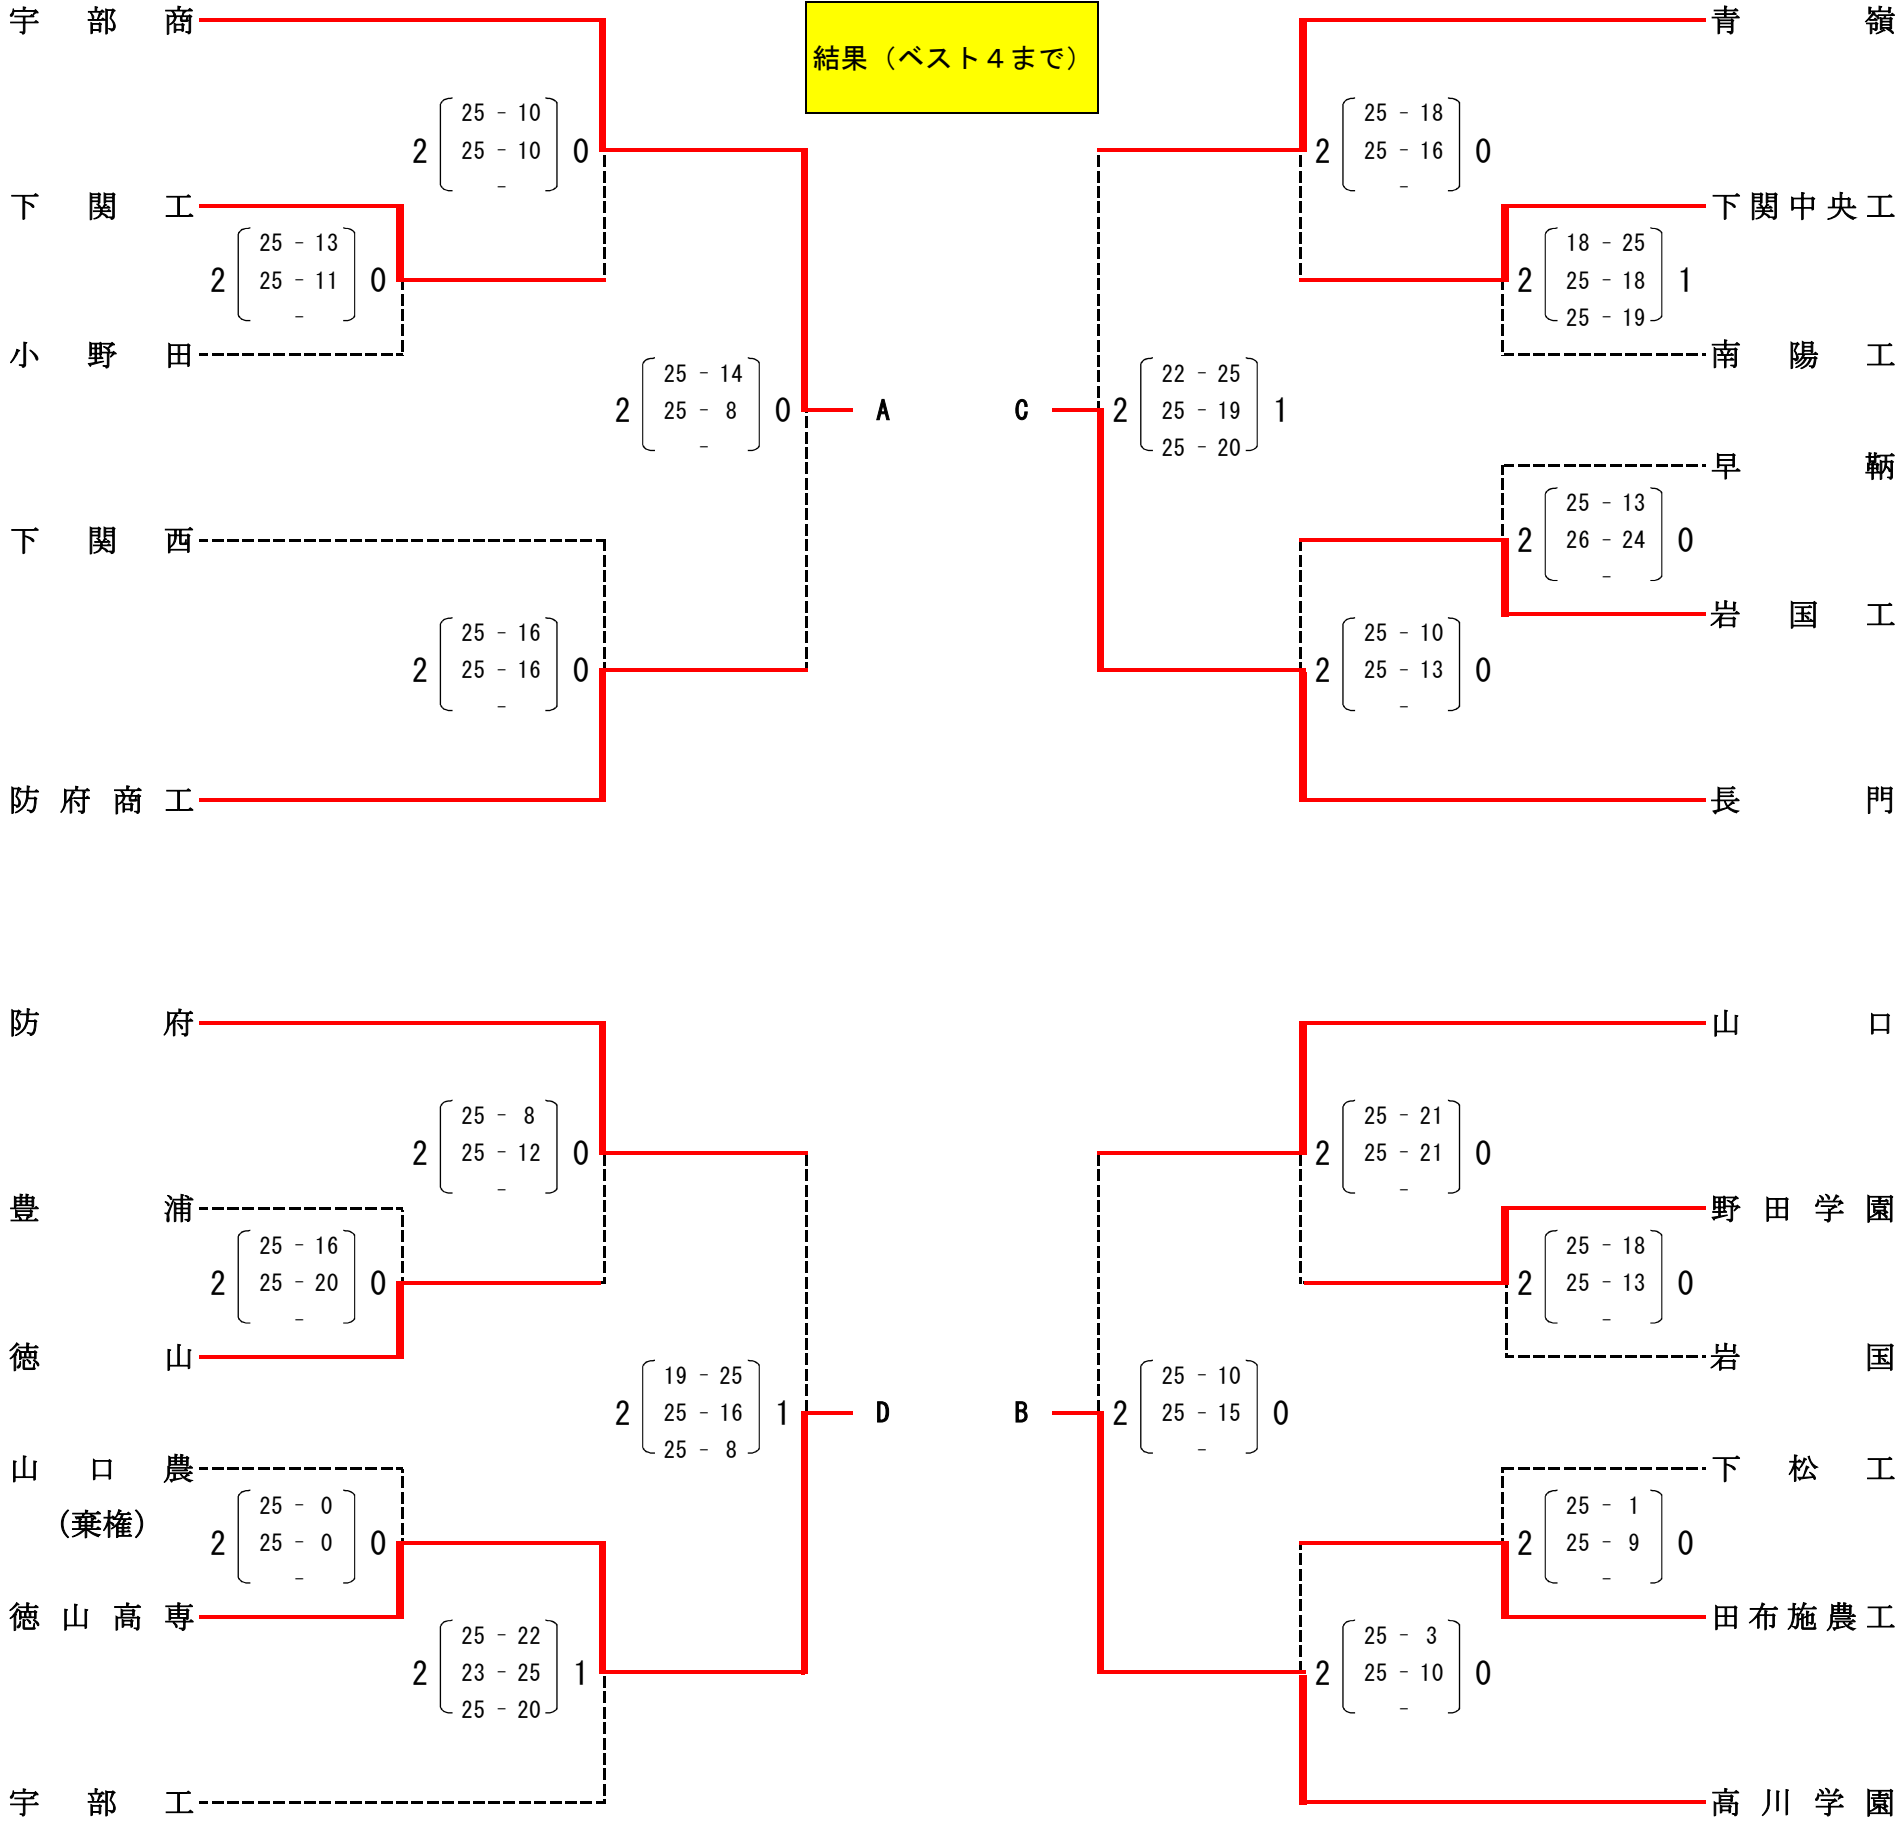 結果（ベスト４まで）
宇部商
25 - 10
2 25 - 10 0
-
下関工
25 - 13
2 25 - 11 0
-
小野田
25 - 14
2 25 - 8 0
-
A
下関西
25 - 16
2 25 - 16 0
-
防府商工
青嶺
25 - 18
2 25 - 16 0
-
下関中央工
18 - 25
2 25 - 18 1
25 - 19
南陽工
C
22 - 25
2 25 - 19 1
25 - 20
早鞆
25 - 13
2 26 - 24 0
-
岩国工
25 - 10
2 25 - 13 0
-
長門
防府
25 - 8
2 25 - 12 0
-
豊浦
25 - 16
2 25 - 20 0
-
徳山
19 - 25
2 25 - 16 1
25 - 8
D
山口農
（棄権）
25 - 0
2 25 - 0 0
-
徳山高専
25 - 22
2 23 - 25 1
25 - 20
宇部工
山口
25 - 21
2 25 - 21 0
-
野田学園
25 - 18
2 25 - 13 0
-
岩国
B
25 - 10
2 25 - 15 0
-
下松工
25 - 1
2 25 - 9 0
-
田布施農工
25 - 3
2 25 - 10 0
-
高川学園